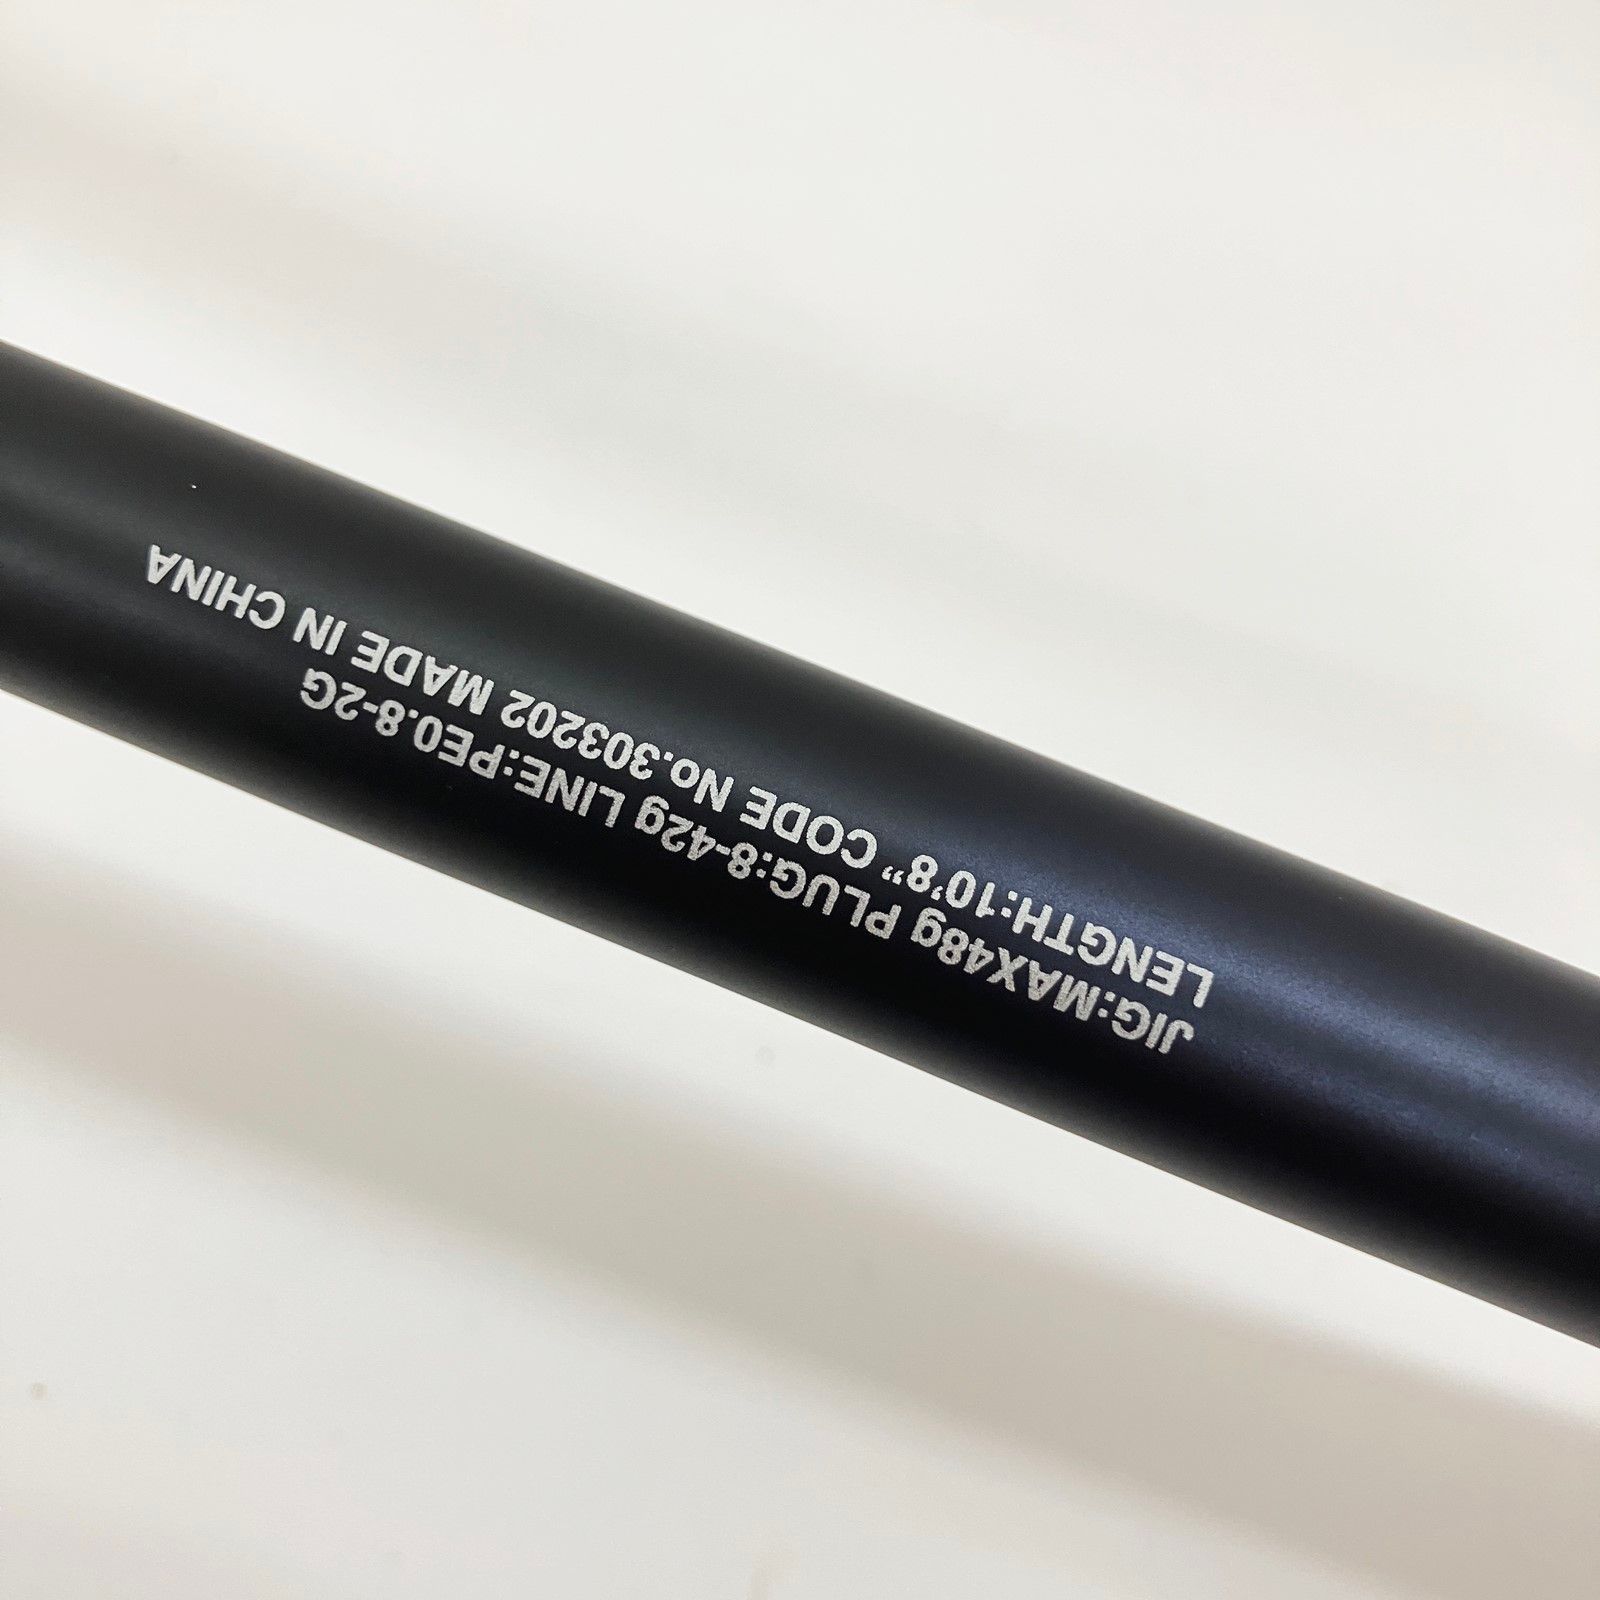 JIG:MAX48g PLUG:8-42g LINE:PE0.8-2G
LENGTH:10’8” CODE No.303202 MADE IN CHINA